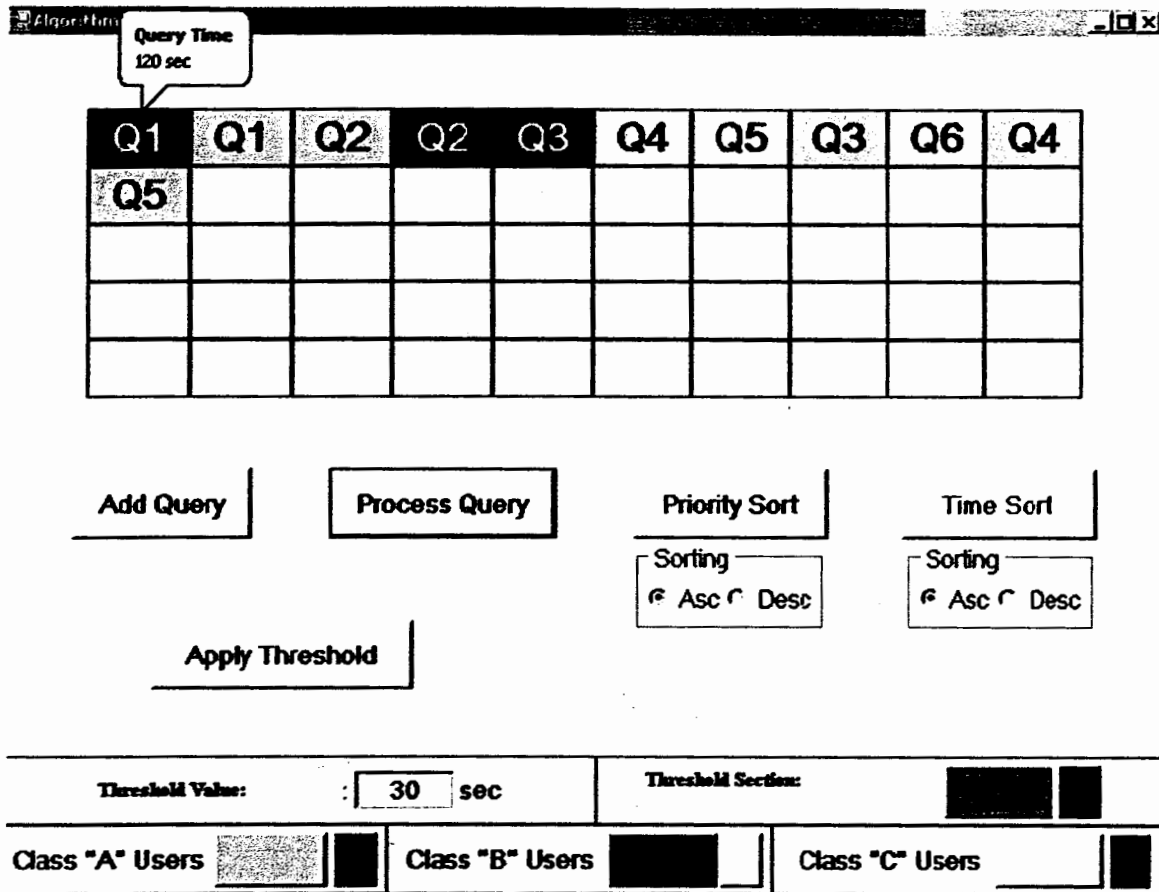 Algorithm
Query Time
120 sec
Q1 Q1 Q2 Q2 Q3 Q4 Q5 Q3 Q6 Q4
Q5
Add Query
Process Query
Priority Sort
Time Sort
Sorting
Asc Desc
Sorting
Asc Desc
Apply Threshold
Threshold Value: : 30 sec
Threshold Section:
Class "A" Users
Class "B" Users
Class "C" Users